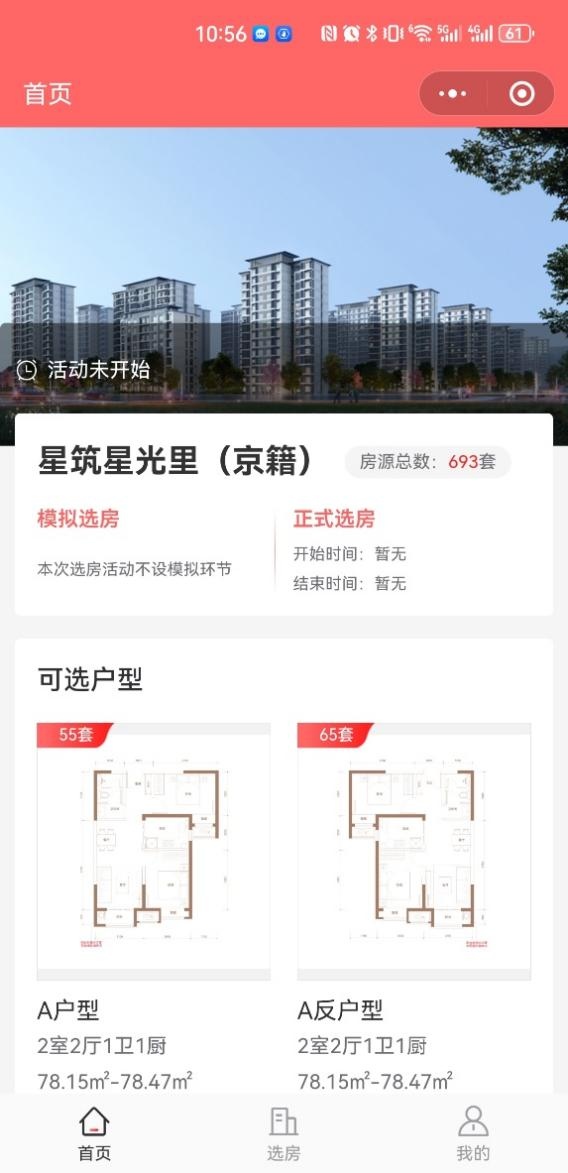 10:56
61
首页
活动未开始
星筑星光里（京籍）
房源总数：693套
模拟选房
本次选房活动不设模拟环节
正式选房
开始时间：暂无
结束时间：暂无
可选户型
55套
65套
A户型
2室2厅1卫1厨
78.15㎡-78.47㎡
A反户型
2室2厅1卫1厨
78.15㎡-78.47㎡
首页
选房
我的